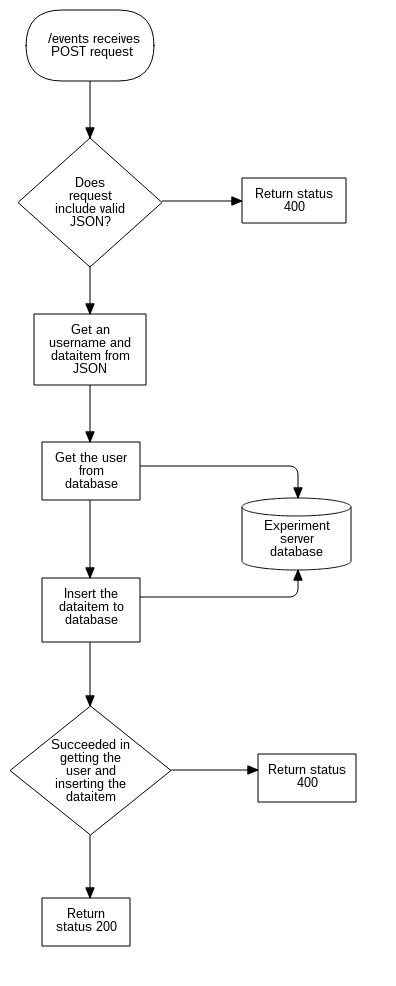 /events receives
POST request
Does
request
include valid
JSON?
Return status
400
Get an
username and
dataitem from
JSON
Get the user
from
database
Experiment
server
database
Insert the
dataitem to
database
Succeeded in
getting the
user and
inserting the
dataitem
Return status
400
Return
status 200